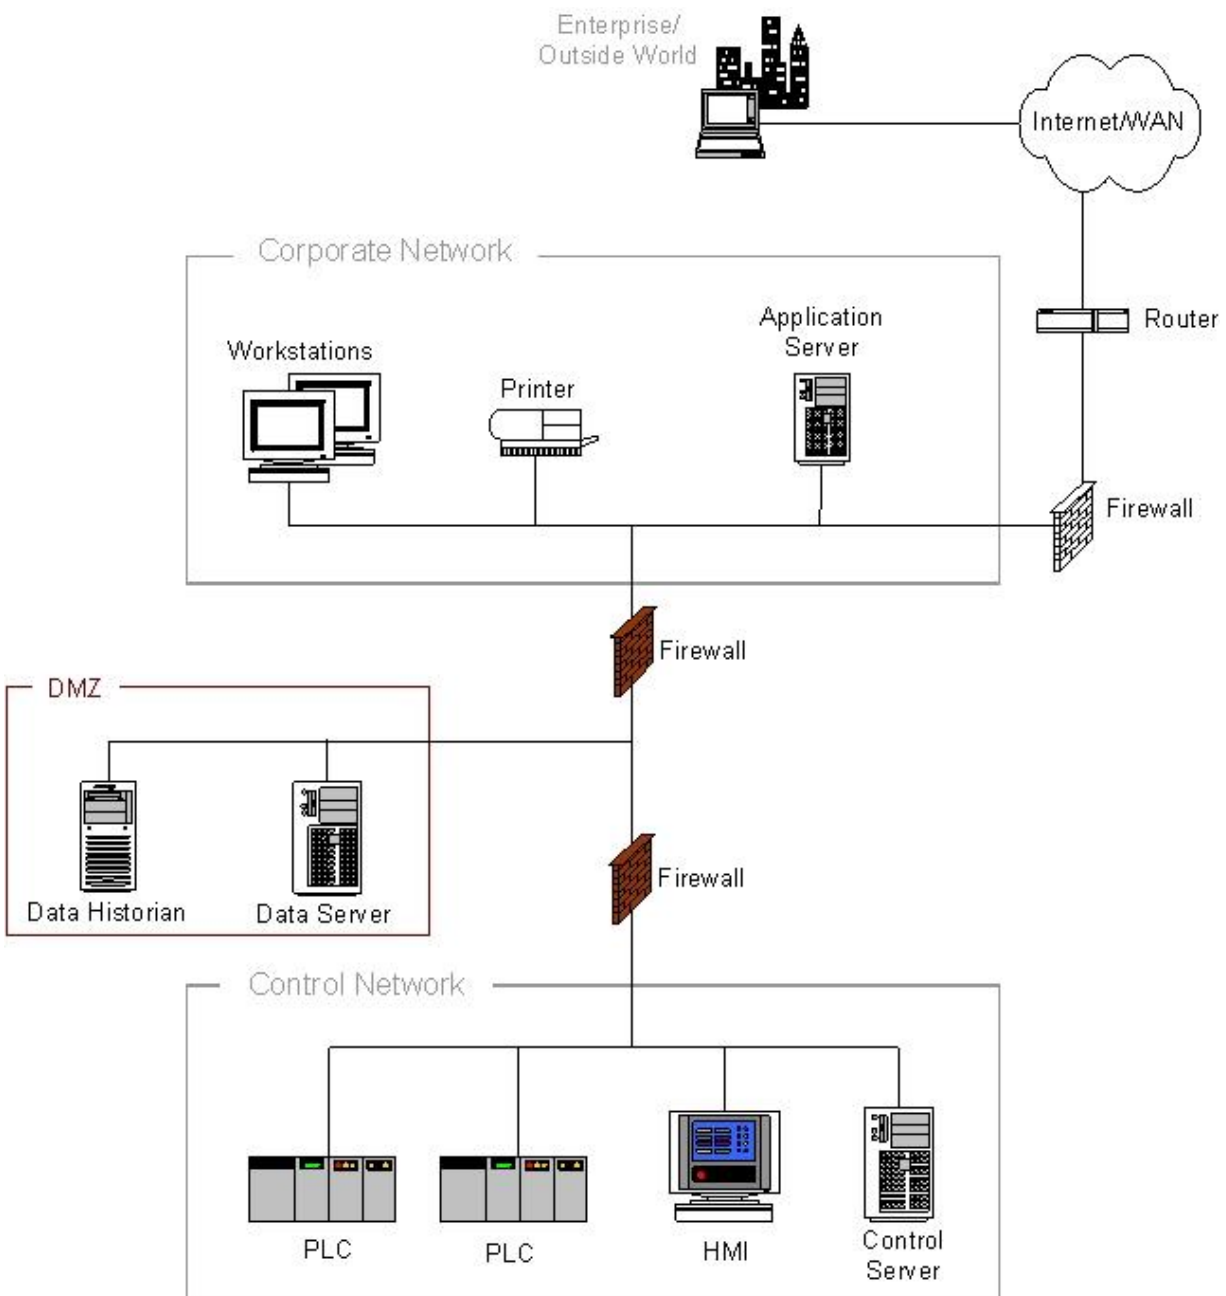 Enterprise/
Outside World
Internet/WAN
Corporate Network
Router
Application
Server
Workstations
Printer
Firewall
Firewall
DMZ
Firewall
Data Historian
Data Server
Control Network
PLC
PLC
HMI
Control
Server